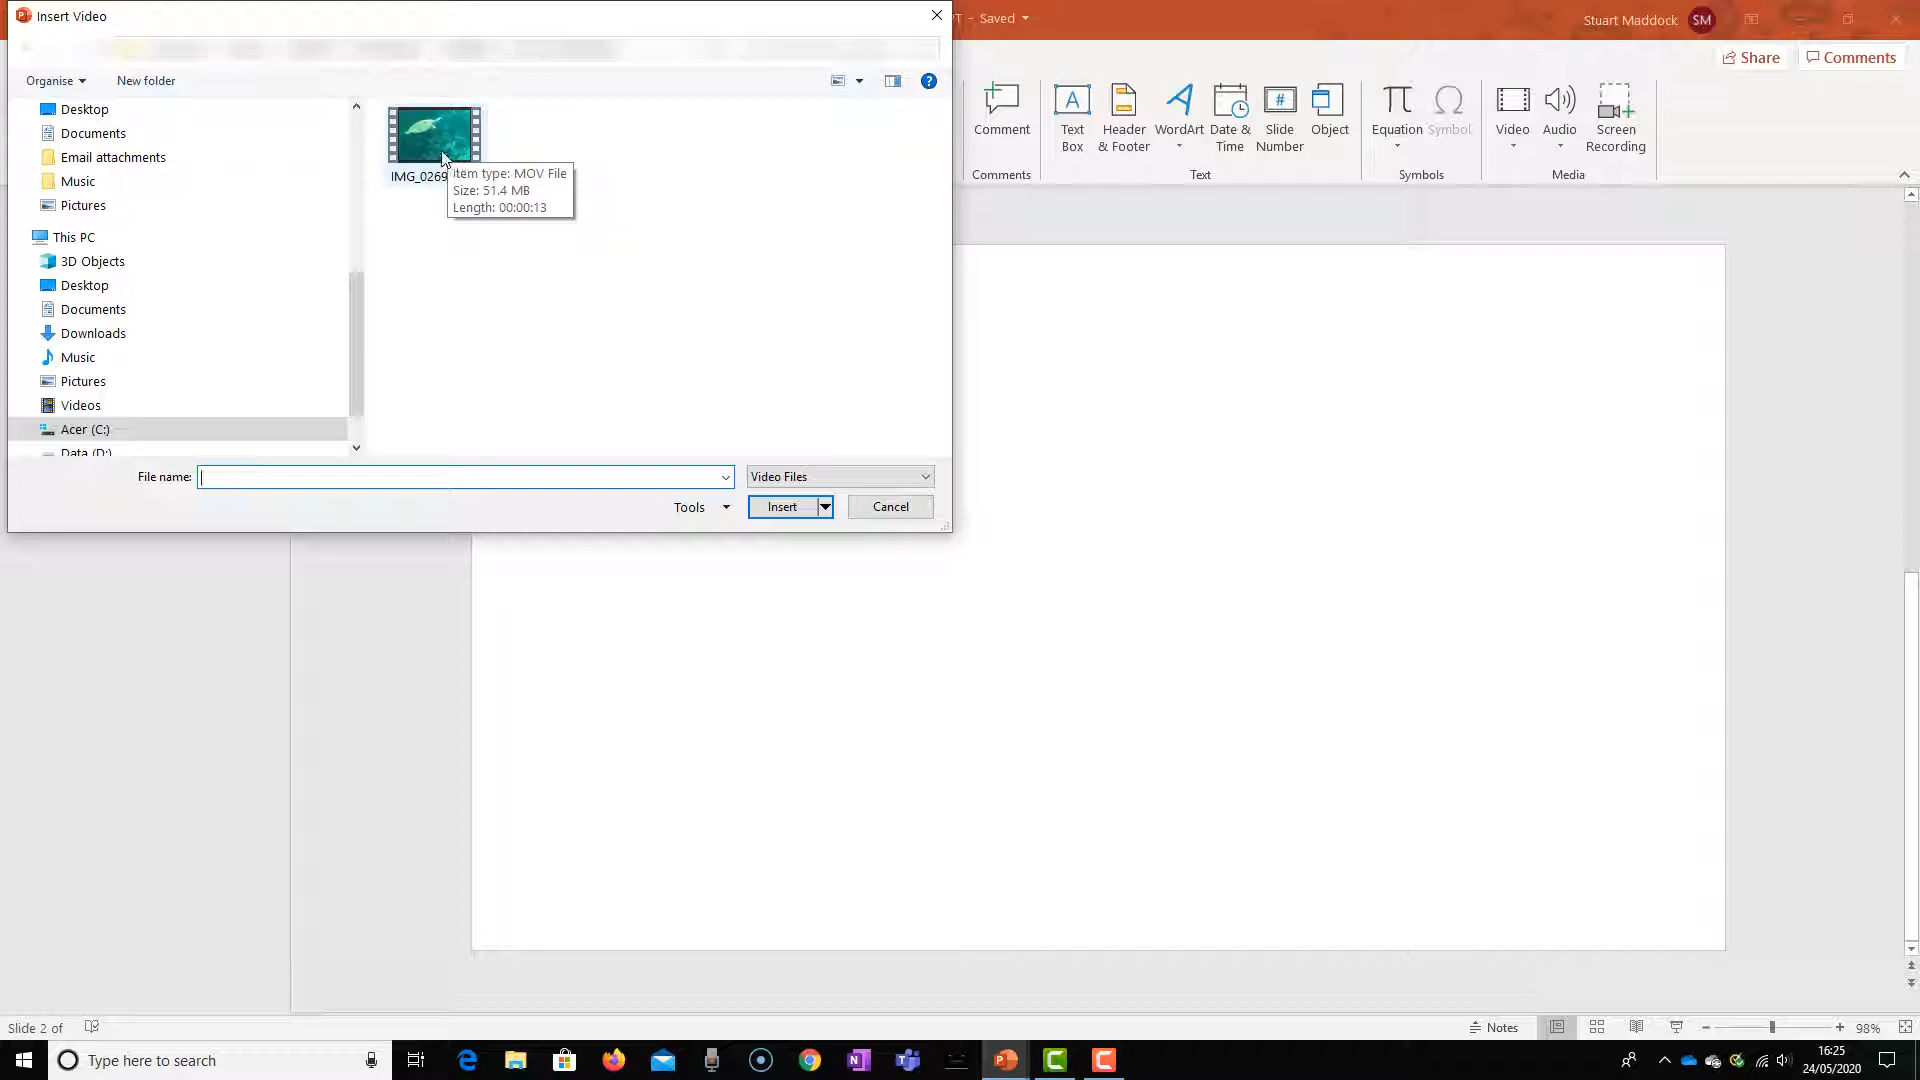 Insert Video
T - Saved
Stuart Maddock
SM
Share
Comments
Organise
New folder
Desktop
Documents
Email attachments
Music
Pictures
This PC
3D Objects
Desktop
Documents
Downloads
Music
Pictures
Videos
Acer (C:)
Data (D:)
IMG_0269
Item type: MOV File
Size: 51.4 MB
Length: 00:00:13
File name:
Video Files
Tools
Insert
Cancel
Comment
Text
Box
Header
& Footer
WordArt
Date &
Time
Slide
Number
Object
Equation
Symbol
Video
Audio
Screen
Recording
Comments
Text
Symbols
Media
Slide 2 of
Notes
98%
Type here to search
16:25
24/05/2020